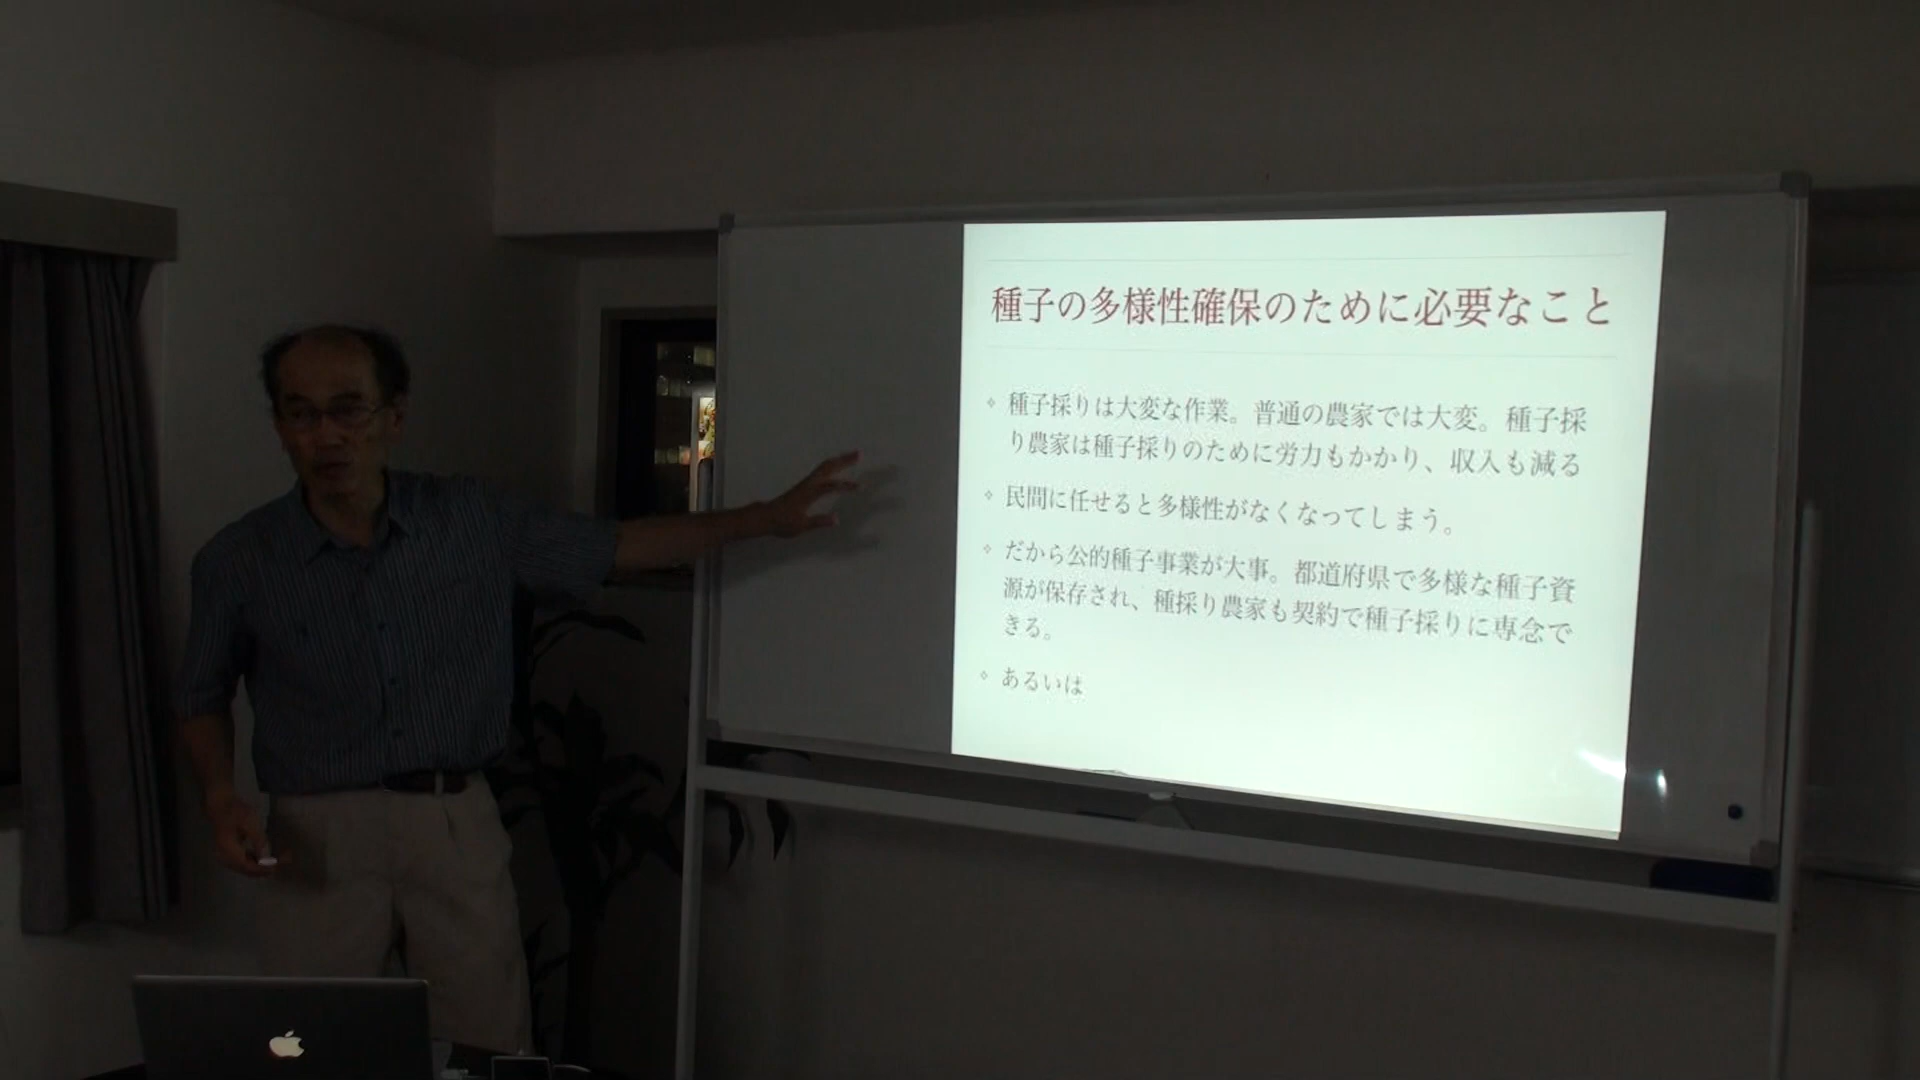 種子の多様性確保のために必要なこと
種子採りは大変な作業。普通の農家では大変。種子採
り農家は種子採りのために労力もかかり、収入も減る
民間に任せると多様性がなくなってしまう。
だから公的種子事業が大事。都道府県で多様な種子資
源が保存され、種採り農家も契約で種子採りに専念で
きる。
あるいは